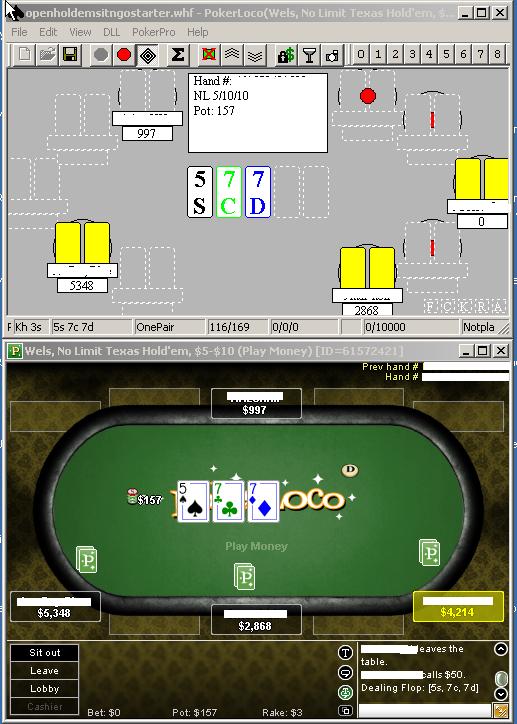 openholdemsitngostarter.whf - PokerLoco(Wels, No Limit Texas Hold'em, $...
File Edit View DLL PokerPro Help
0 1 2 3 4 5 6 7 8
Hand #:
NL 5/10/10
Pot: 157
997
5 7 7
S C D
0
5348
2868
F C K R A
Kh 3s 5s 7c 7d OnePair 116/169 0/0/0 0/10000 Notpla
Wels, No Limit Texas Hold'em, $5-$10 (Play Money) [ID=61572421]
Prev hand #
Hand #
$997
D
$157
5 7 7
oco
Play Money
$5,348
$2,868
$4,214
Sit out
Leave
Lobby
Cashier
leaves the
table.
calls $50.
Dealing Flop: [5s, 7c, 7d]
Bet: $0 Pot: $157 Rake: $3